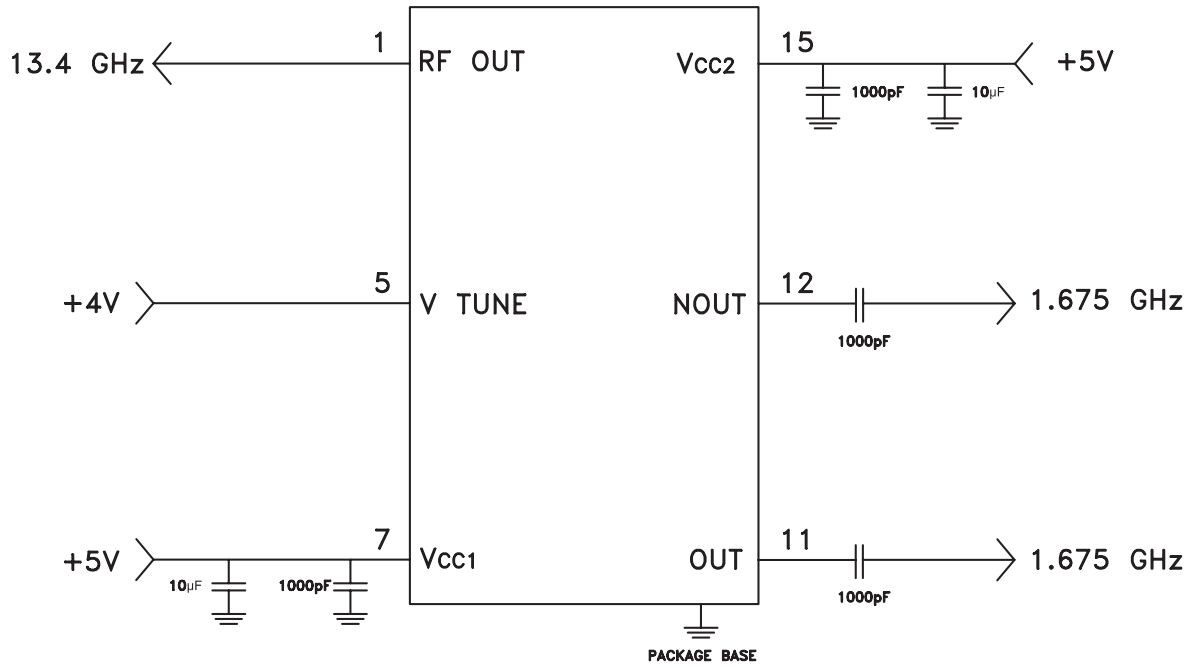 13.4 GHz
1
RF OUT
VCC2
15
+5V
1000pF
10µF
+4V
5
V TUNE
NOUT
12
1.675 GHz
1000pF
+5V
7
VCC1
10µF
1000pF
OUT
11
1.675 GHz
1000pF
PACKAGE BASE